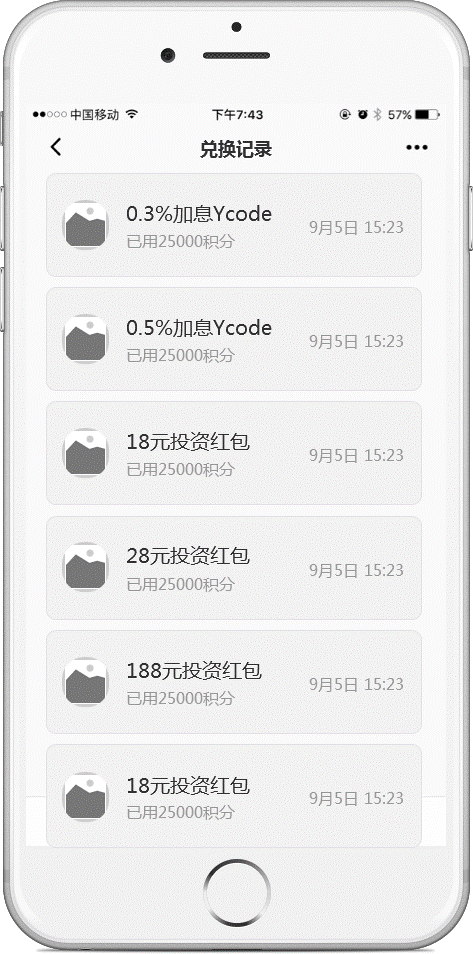 中国移动 下午7:43 57%
兑换记录
0.3%加息Ycode
已用25000积分
9月5日 15:23
0.5%加息Ycode
已用25000积分
9月5日 15:23
18元投资红包
已用25000积分
9月5日 15:23
28元投资红包
已用25000积分
9月5日 15:23
188元投资红包
已用25000积分
9月5日 15:23
18元投资红包
已用25000积分
9月5日 15:23